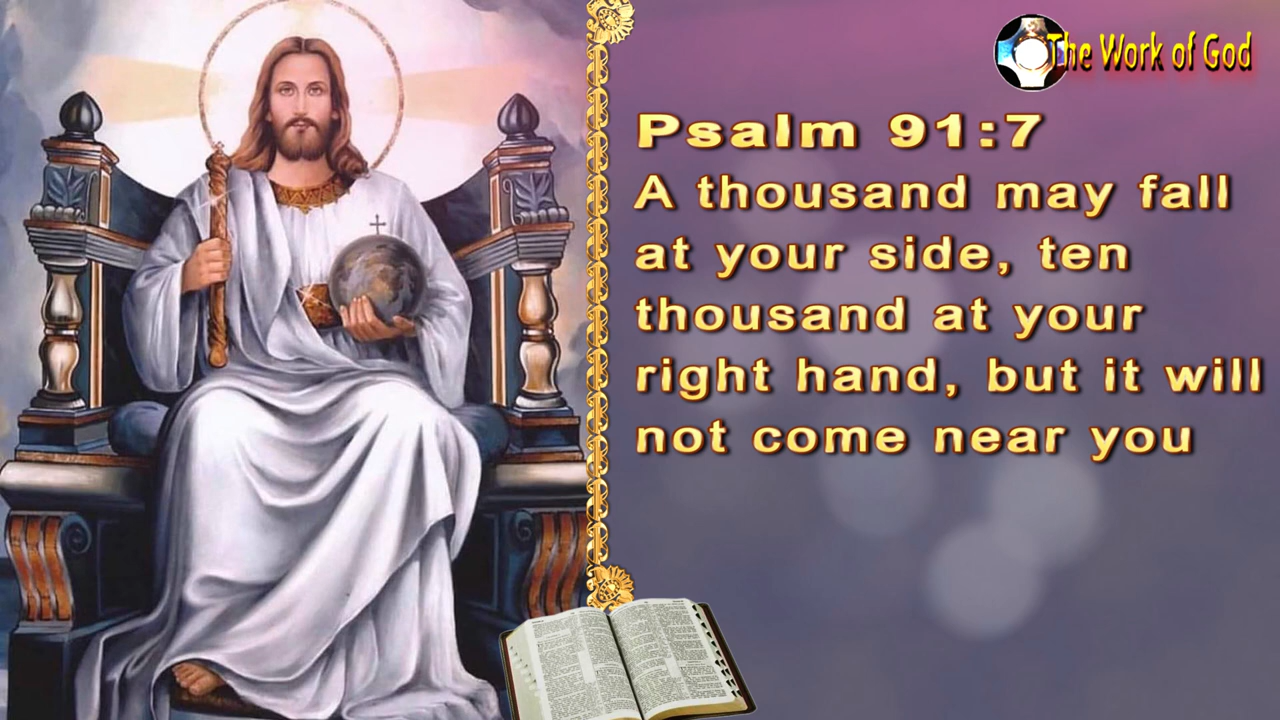 The Work of God
Psalm 91:7
A thousand may fall
at your side, ten
thousand at your
right hand, but it will
not come near you